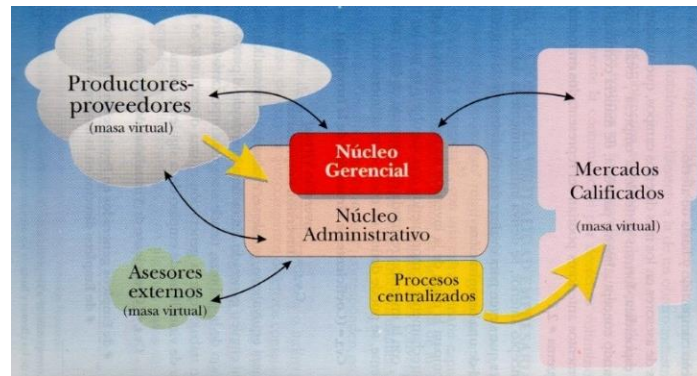 Productores-
proveedores
(masa virtual)
Núcleo
Gerencial
Núcleo
Administrativo
Mercados
Calificados
(masa virtual)
Asesores
externos
(masa virtual)
Procesos
centralizados